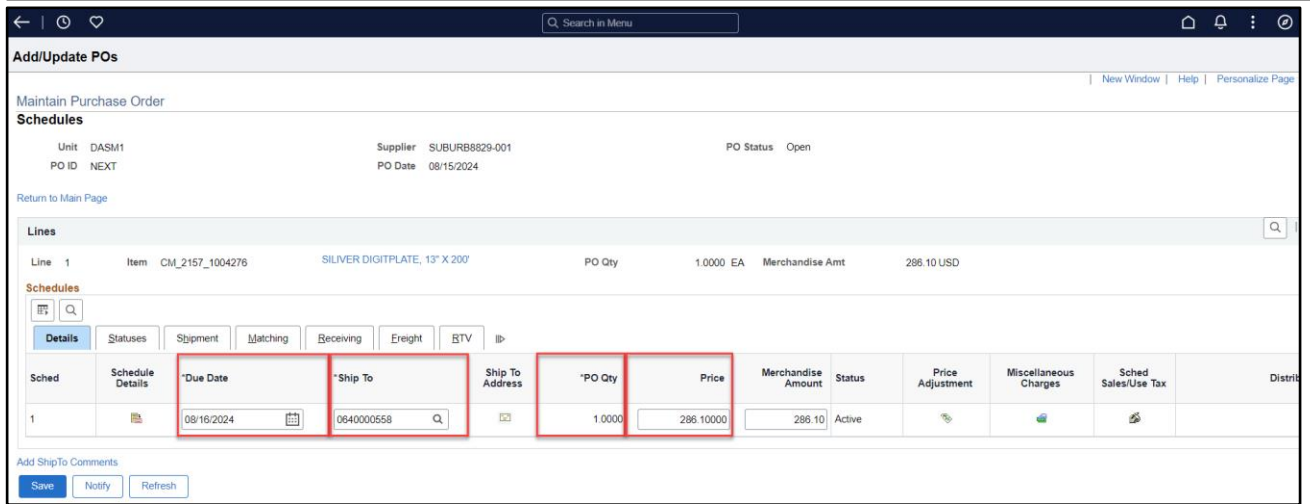 Search in Menu
Add/Update POs
New Window | Help | Personalize Page
Maintain Purchase Order
Schedules
Unit DASM1 Supplier SUBURB8829-001 PO Status Open
PO ID NEXT PO Date 08/15/2024
Return to Main Page
Lines
Line 1 Item CM_2157_1004276 SILIVER DIGITPLATE, 13" X 200' PO Qty 1.0000 EA Merchandise Amt 286.10 USD
Schedules
Details Statuses Shipment Matching Receiving Freight RTV
Sched Schedule Details *Due Date *Ship To Ship To Address *PO Qty Price Merchandise Amount Status Price Adjustment Miscellaneous Charges Sched Sales/Use Tax Distrib
1 08/16/2024 0640000558 1.0000 286.10000 286.10 Active
Add ShipTo Comments
Save Notify Refresh